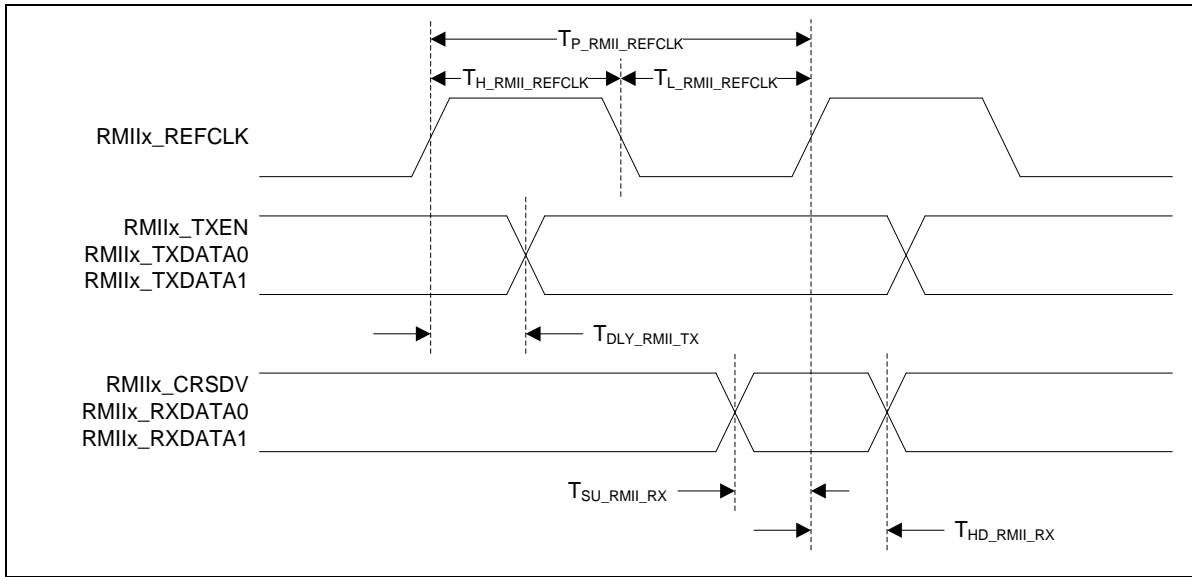 T_P_RMII_REFCLK
T_H_RMII_REFCLK T_L_RMII_REFCLK
RMIIx_REFCLK
RMIIx_TXEN
RMIIx_TXDATA0
RMIIx_TXDATA1
T_DLY_RMII_TX
RMIIx_CRSDV
RMIIx_RXDATA0
RMIIx_RXDATA1
T_SU_RMII_RX
T_HD_RMII_RX